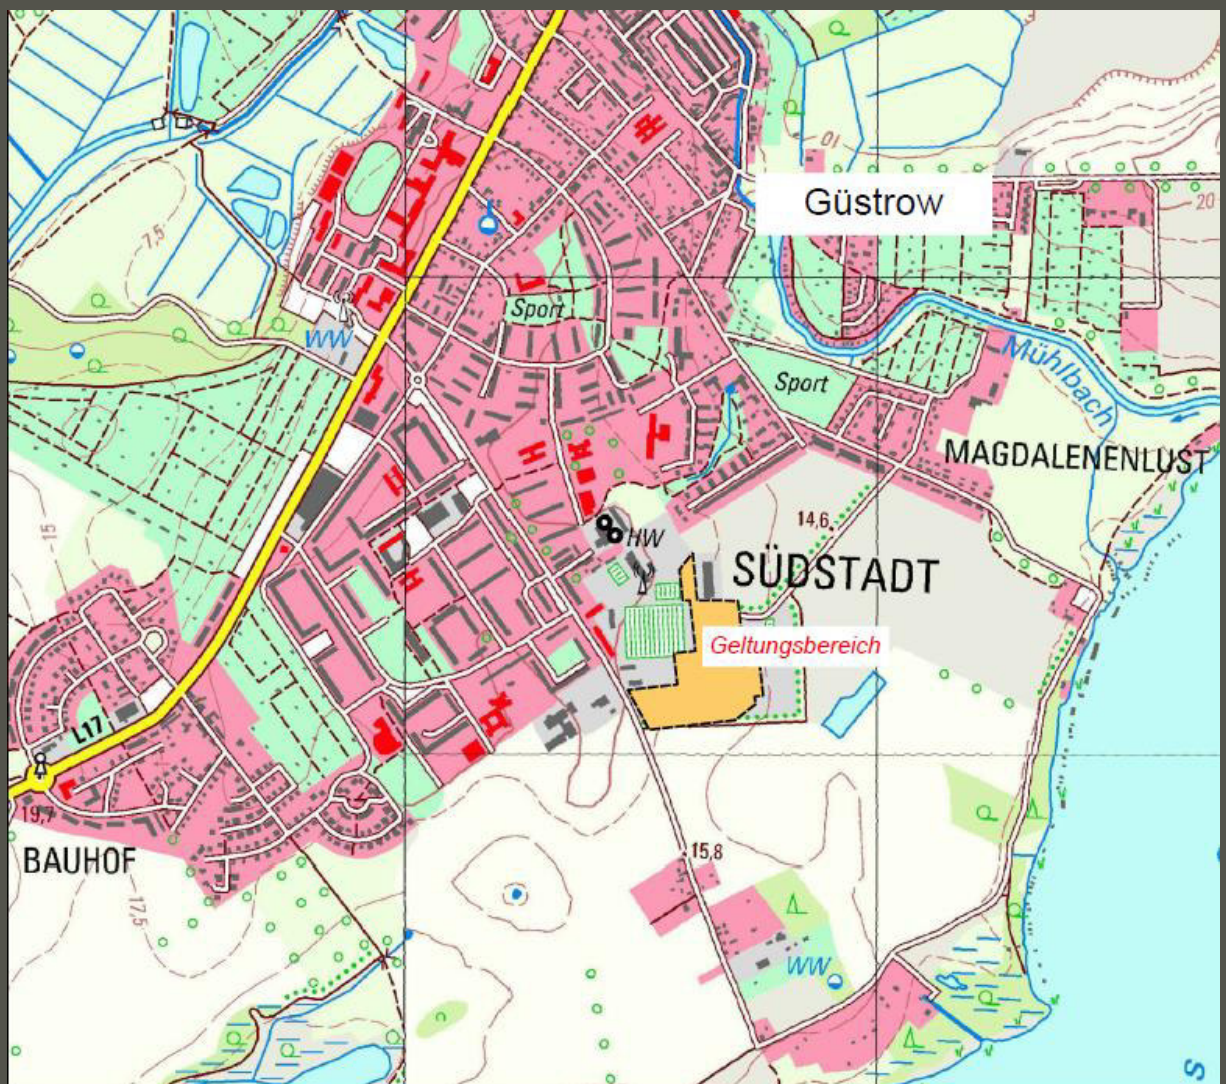 10
Güstrow
20
7,5
Sport
WW
Mühlbach
Sport
MAGDALENENLUST
15
14,6
HW
SÜDSTADT
Geltungsbereich
L17
19,7
15,8
BAUHOF
17,5
WW
S